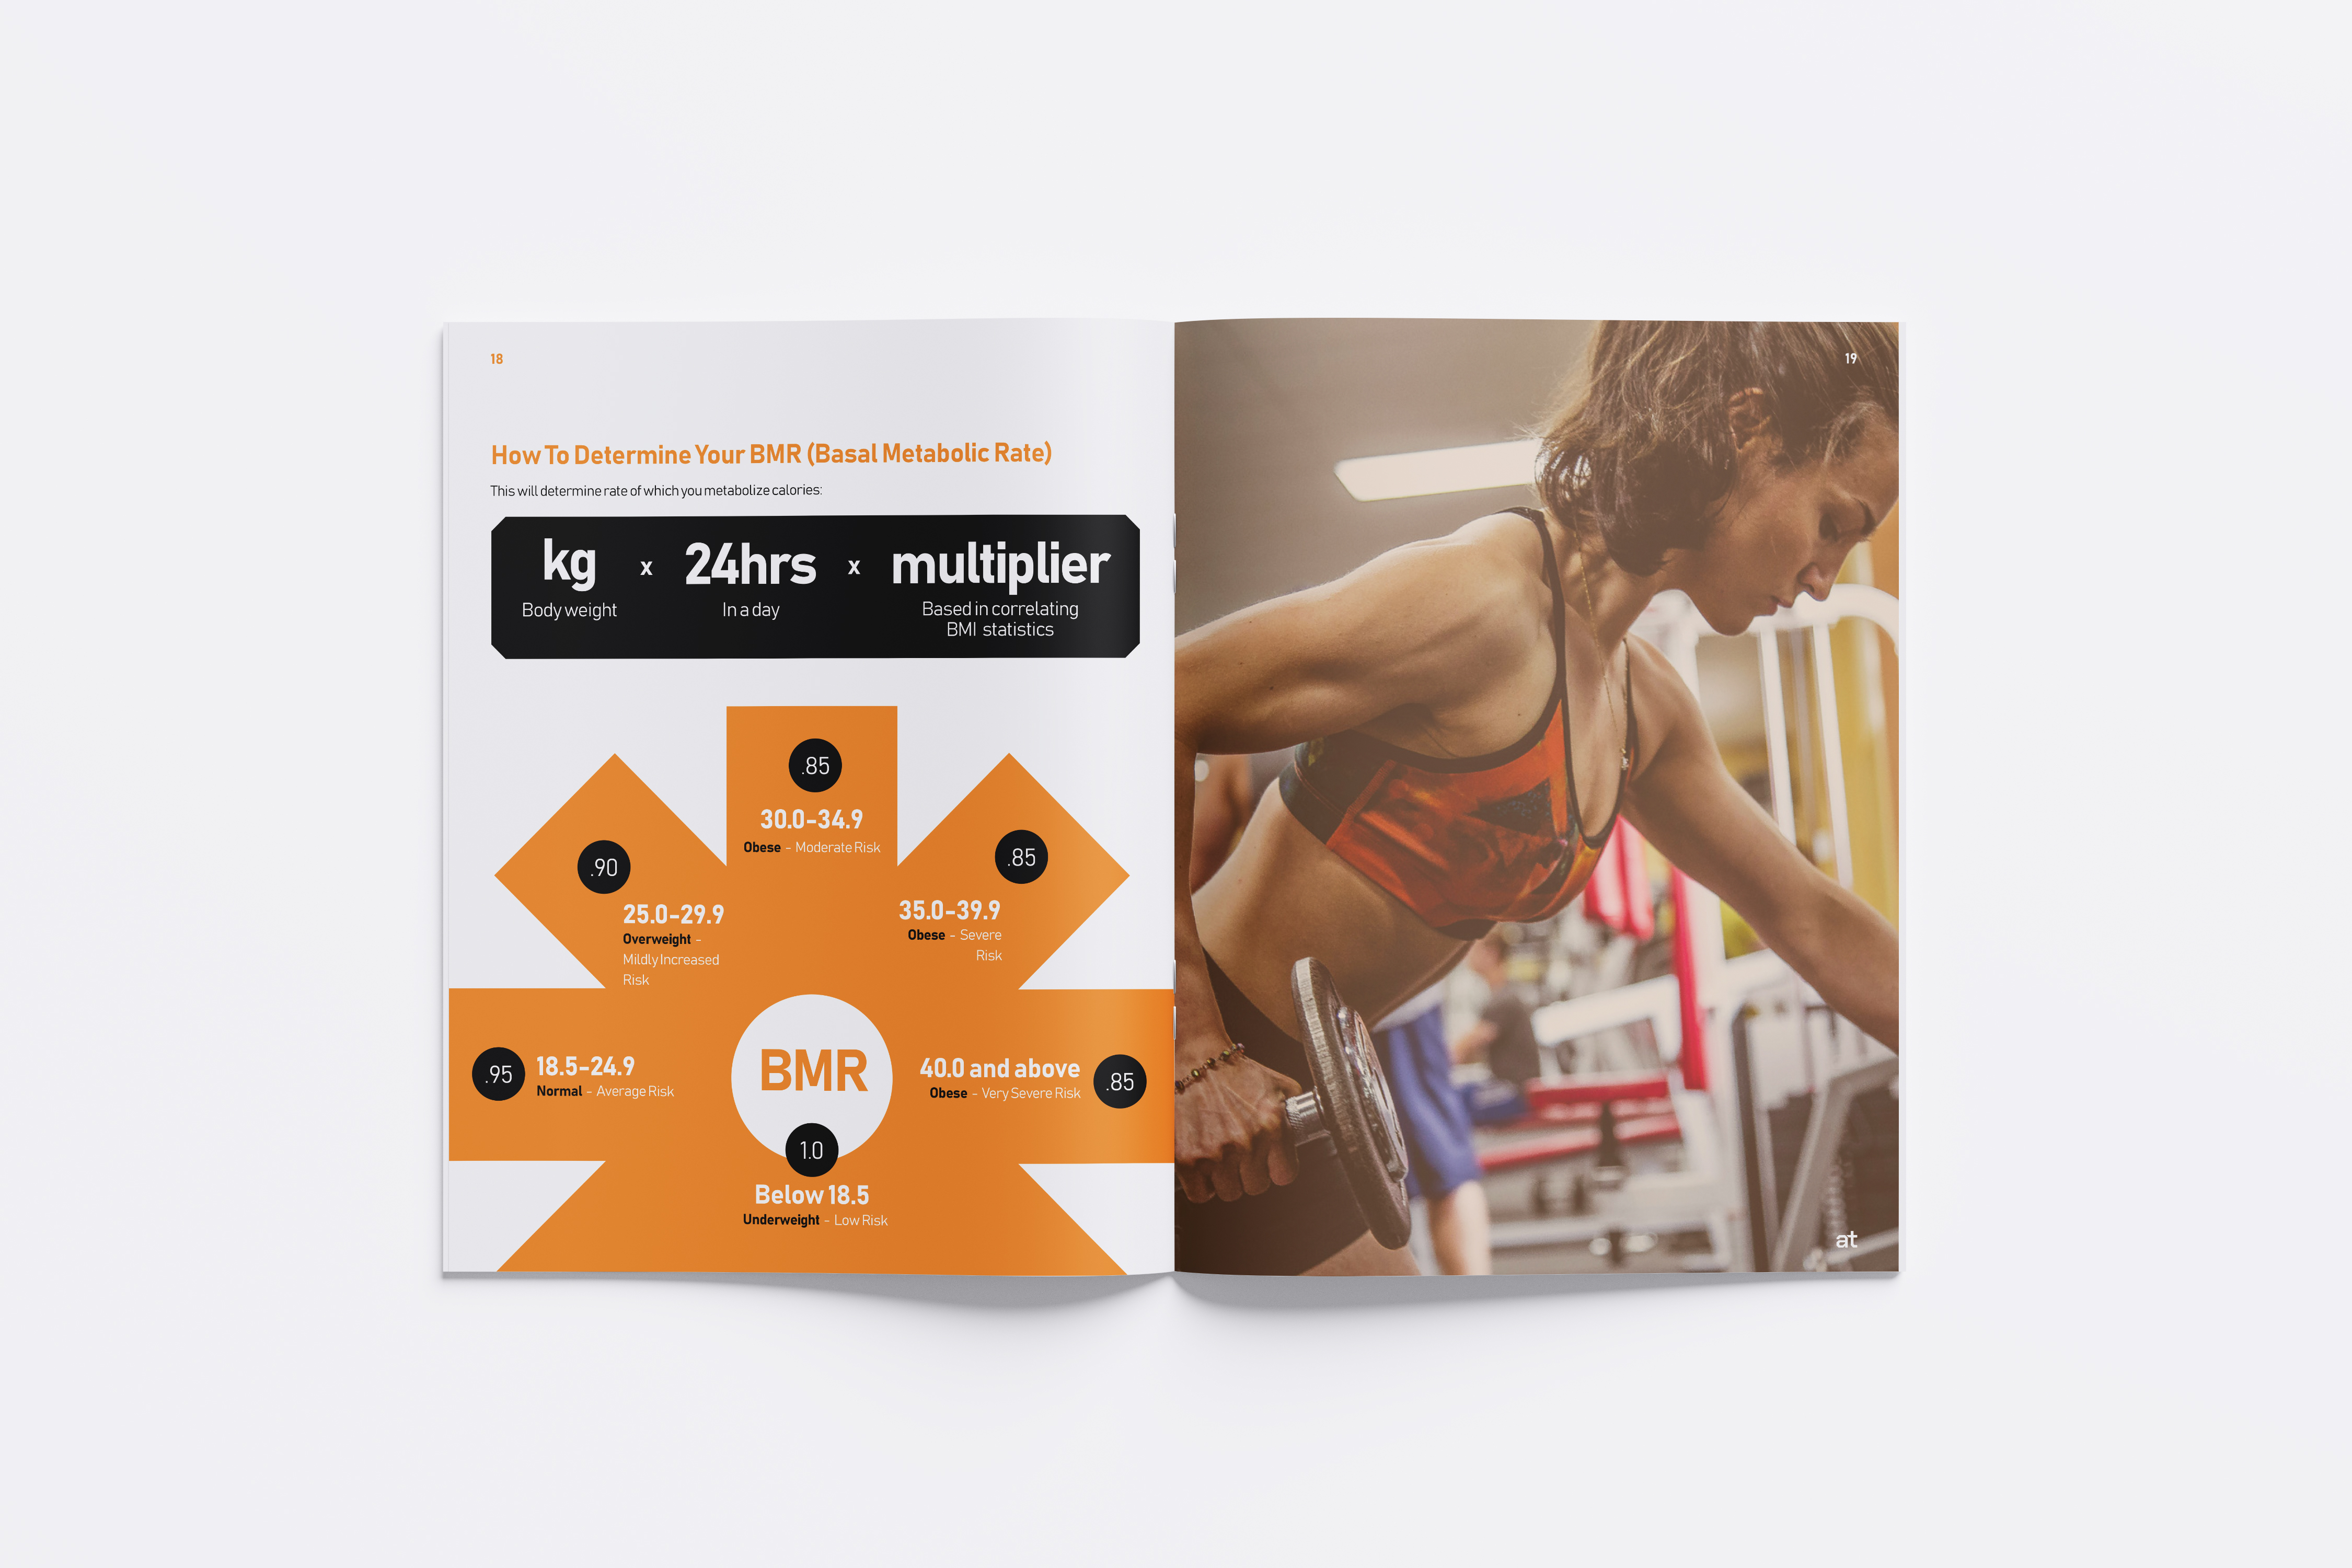 18
How To Determine Your BMR (Basal Metabolic Rate)
This will determine rate of which you metabolize calories:
kg x 24hrs x multiplier
Body weight
In a day
Based in correlating
BMI statistics
.85
30.0-34.9
Obese - Moderate Risk
.90
25.0-29.9
Overweight -
Mildly Increased
Risk
.85
35.0-39.9
Obese - Severe
Risk
.95
18.5-24.9
Normal - Average Risk
BMR
40.0 and above
Obese - Very Severe Risk
.85
1.0
Below 18.5
Underweight - Low Risk
19
at